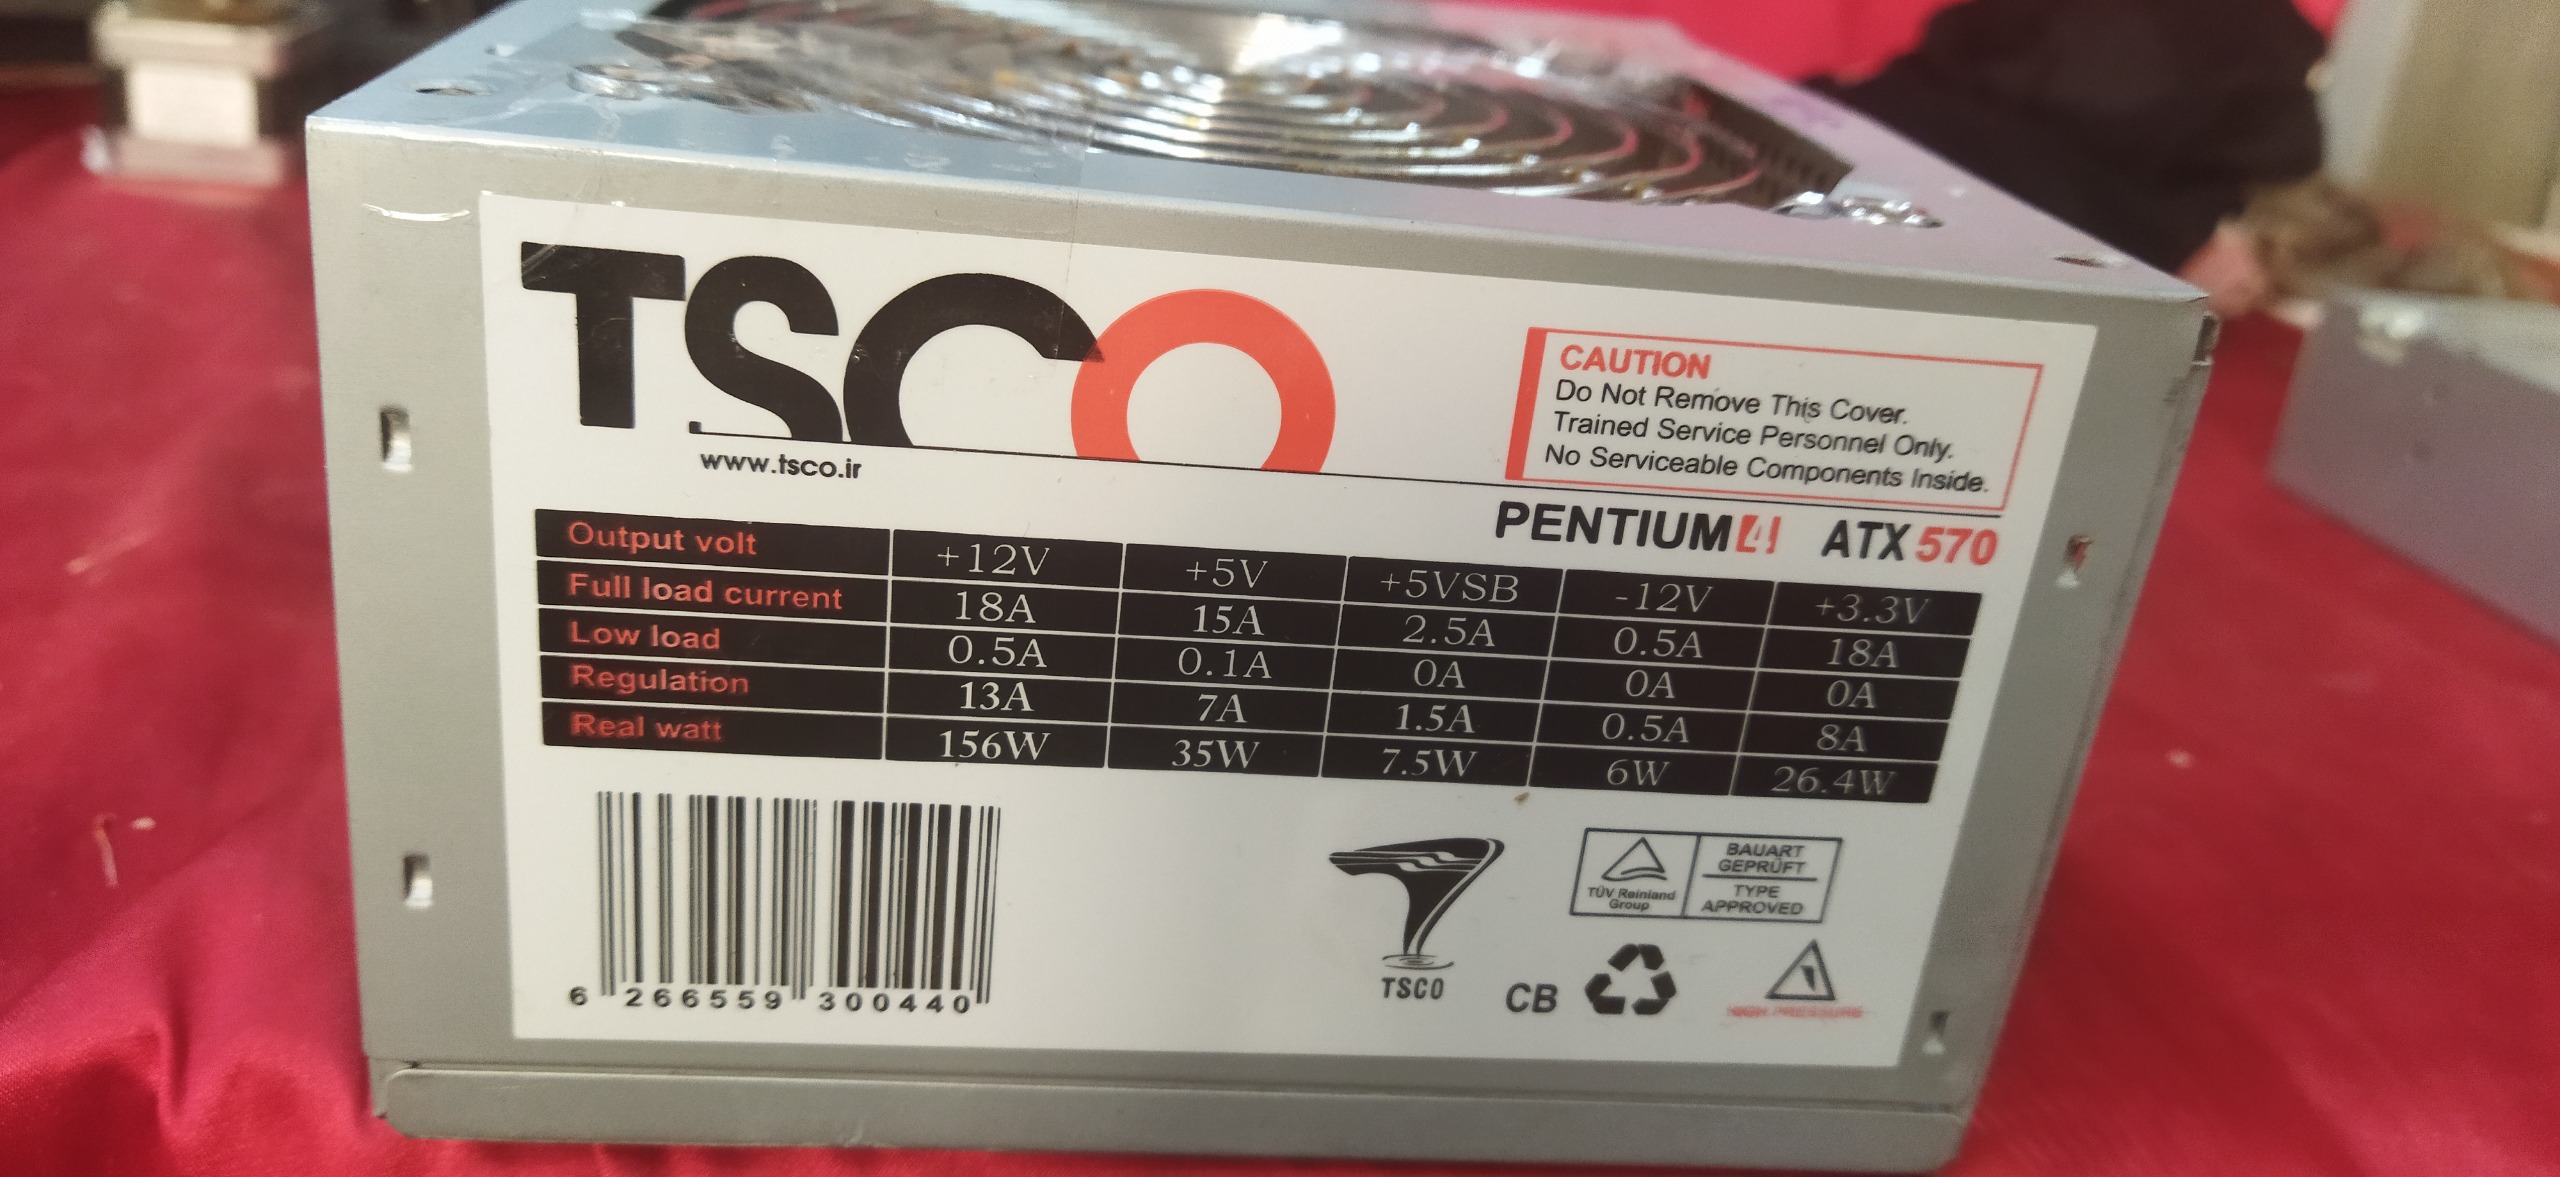 TSCO
www.tsco.ir
CAUTION
Do Not Remove This Cover.
Trained Service Personnel Only.
No Serviceable Components Inside.
PENTIUM4 ATX 570
Output volt +12V +5V +5VSB -12V +3.3V
Full load current 18A 15A 2.5A 0.5A 18A
Low load 0.5A 0.1A 0A 0A 0A
Regulation 13A 7A 1.5A 0.5A 8A
Real watt 156W 35W 7.5W 6W 26.4W
6 266559 300440
TSCO
TÜV Reinland
Group
BAUART
GEPRÜFT
TYPE
APPROVED
CB
HIGH PRESSURE